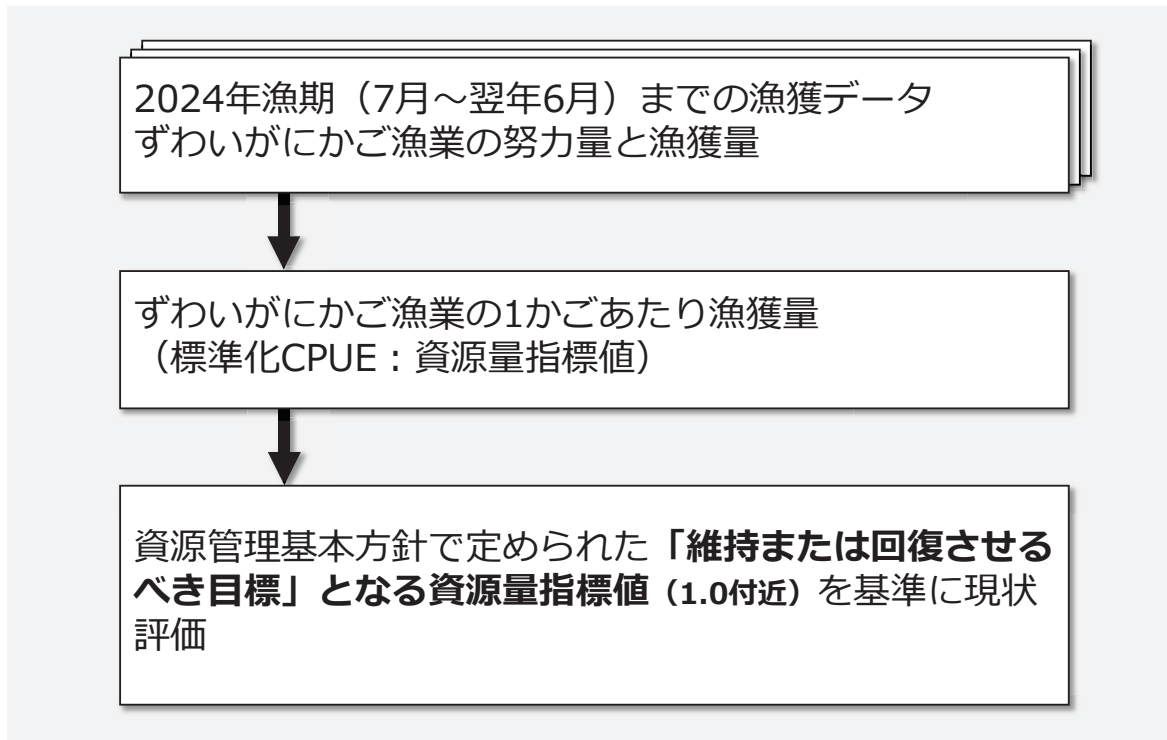 2024年漁期（7月～翌年6月）までの漁獲データ
ずわいがにかご漁業の努力量と漁獲量
ずわいがにかご漁業の1かごあたり漁獲量
（標準化CPUE：資源量指標値）
資源管理基本方針で定められた「維持または回復させる
べき目標」となる資源量指標値（1.0付近）を基準に現状
評価